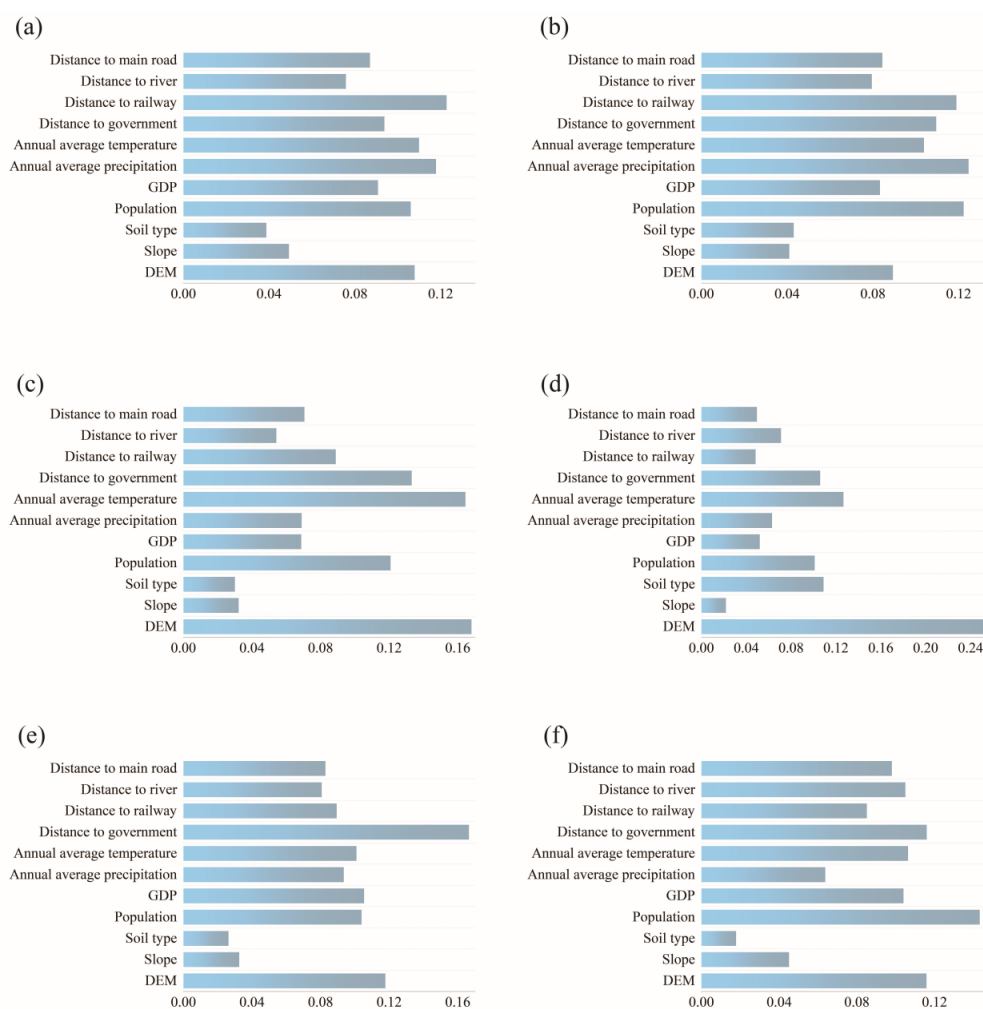 (a)
Distance to main road
Distance to river
Distance to railway
Distance to government
Annual average temperature
Annual average precipitation
GDP
Population
Soil type
Slope
DEM
0.00 0.04 0.08 0.12
(b)
Distance to main road
Distance to river
Distance to railway
Distance to government
Annual average temperature
Annual average precipitation
GDP
Population
Soil type
Slope
DEM
0.00 0.04 0.08 0.12
(c)
Distance to main road
Distance to river
Distance to railway
Distance to government
Annual average temperature
Annual average precipitation
GDP
Population
Soil type
Slope
DEM
0.00 0.04 0.08 0.12 0.16
(d)
Distance to main road
Distance to river
Distance to railway
Distance to government
Annual average temperature
Annual average precipitation
GDP
Population
Soil type
Slope
DEM
0.00 0.04 0.08 0.12 0.16 0.20 0.24
(e)
Distance to main road
Distance to river
Distance to railway
Distance to government
Annual average temperature
Annual average precipitation
GDP
Population
Soil type
Slope
DEM
0.00 0.04 0.08 0.12 0.16
(f)
Distance to main road
Distance to river
Distance to railway
Distance to government
Annual average temperature
Annual average precipitation
GDP
Population
Soil type
Slope
DEM
0.00 0.04 0.08 0.12